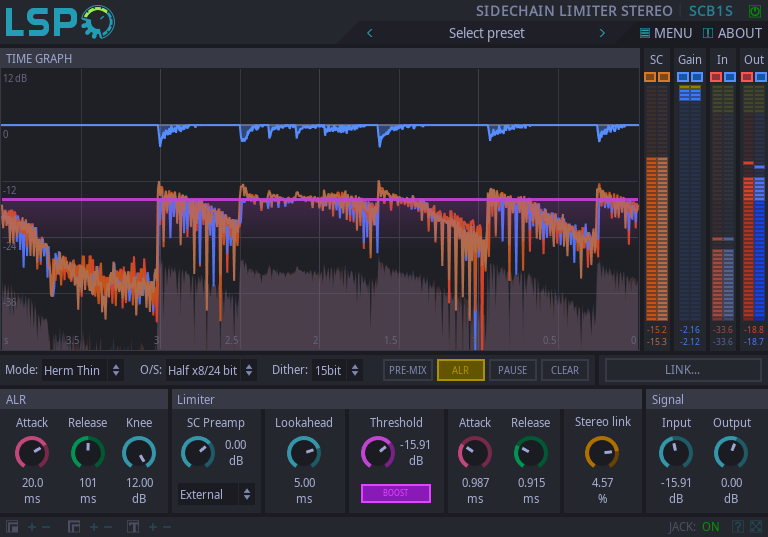 LSP
SIDECHAIN LIMITER STEREO SCB1S
Select preset
MENU ABOUT
TIME GRAPH
SC Gain In Out
12 dB
0
-12
-24
-36
s 3.5 3 2.5 2 1.5 0.5 0
-15.2 -2.16 -33.6 -18.8
-15.3 -2.12 -33.6 -18.7
Mode: Herm Thin O/S: Half x8/24 bit Dither: 15bit PRE-MIX ALR PAUSE CLEAR LINK...
ALR Limiter Signal
Attack Release Knee SC Preamp Lookahead Threshold Attack Release Stereo link Input Output
0.00 dB
-15.91 dB
20.0 ms 101 ms 12.00 dB External 5.00 ms BOOST 0.987 ms 0.915 ms 4.57 % -15.91 dB 0.00 dB
JACK: ON